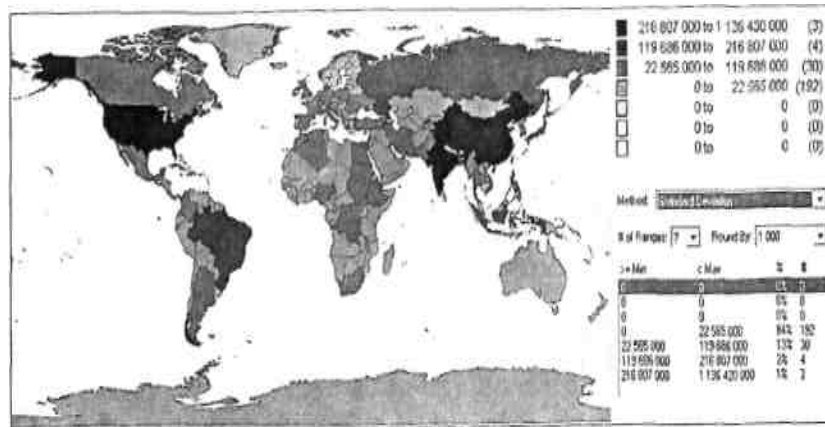 216 807 000 to 1 136 430 000 (3)
119 686 000 to 216 807 000 (4)
22 565 000 to 119 686 000 (30)
0 to 22 565 000 (192)
0 to 0 (0)
0 to 0 (0)
0 to 0 (0)
Method: Standard Deviation
# of Ranges: 7 Round By: 1 000
>= Min < Max % #
0 0 0% 0
0 0 0% 0
0 0 0% 0
0 22 565 000 84% 192
22 565 000 119 686 000 13% 30
119 686 000 216 807 000 2% 4
216 807 000 1 136 420 000 1% 3